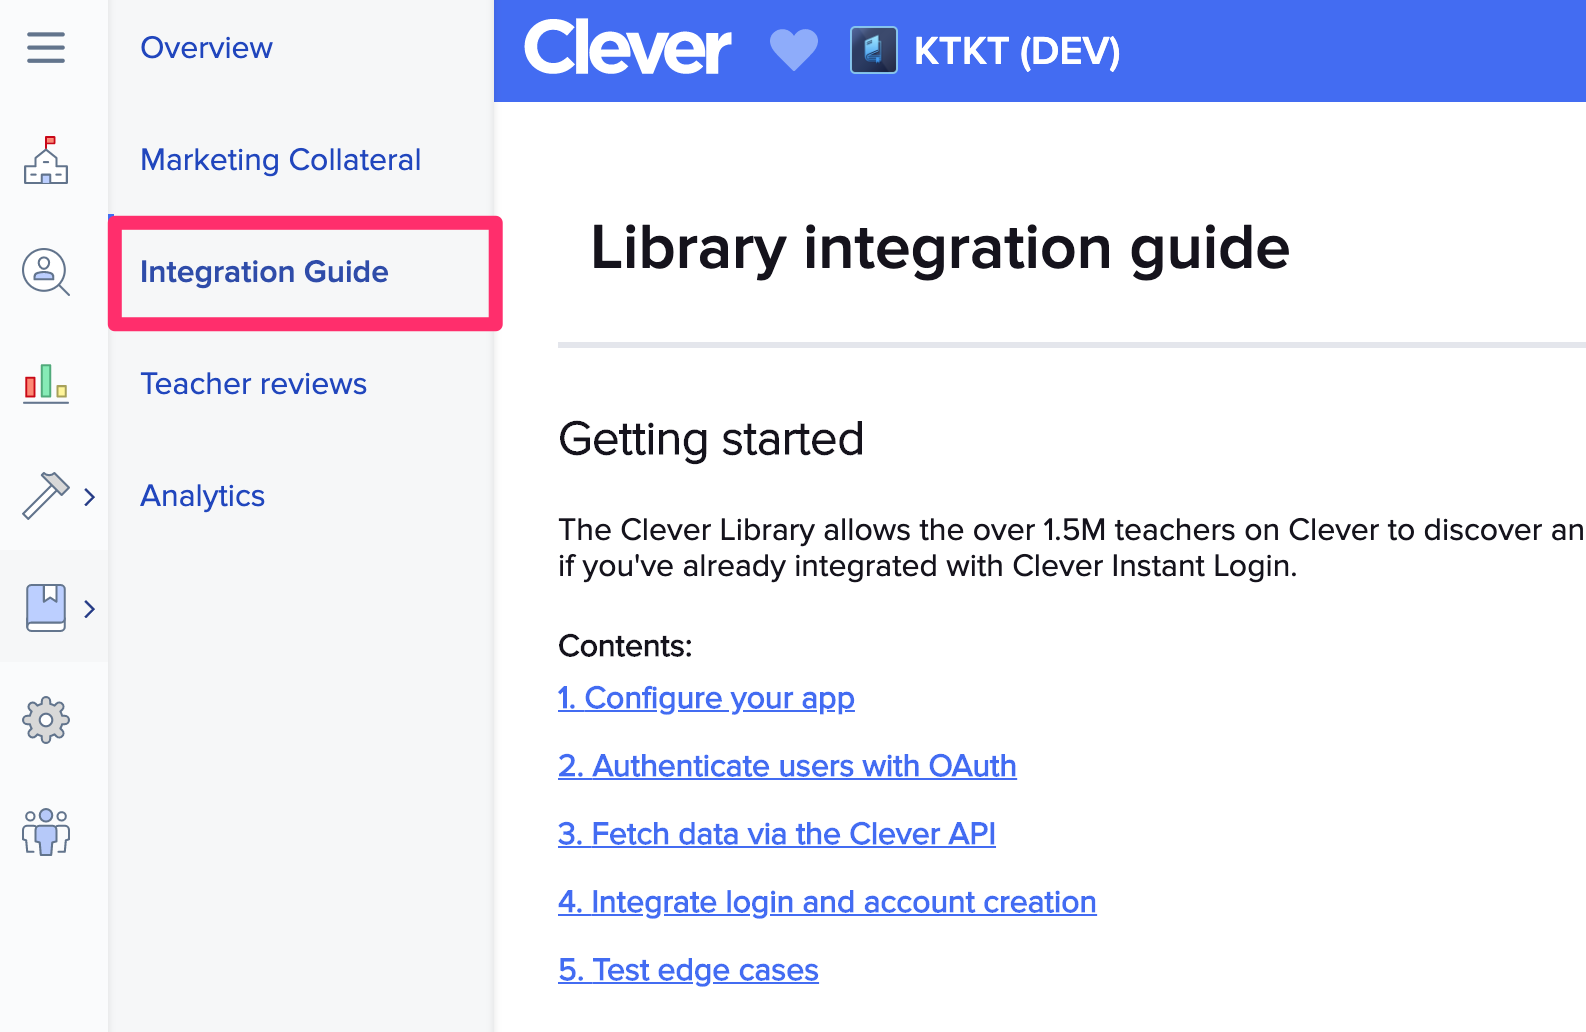 Overview
Marketing Collateral
Integration Guide
Teacher reviews
Analytics
Clever
KTKT (DEV)
Library integration guide
Getting started
The Clever Library allows the over 1.5M teachers on Clever to discover an
if you've already integrated with Clever Instant Login.
Contents:
1. Configure your app
2. Authenticate users with OAuth
3. Fetch data via the Clever API
4. Integrate login and account creation
5. Test edge cases